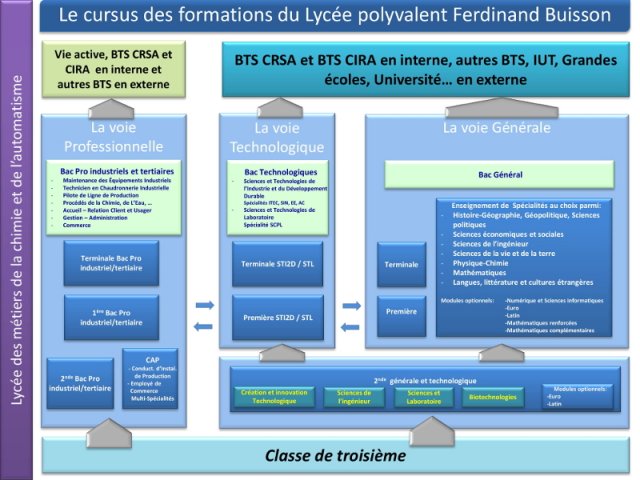 Le cursus des formations du Lycée polyvalent Ferdinand Buisson
Lycée des métiers de la chimie et de l'automatisme
Vie active, BTS CRSA et
CIRA en interne et
autres BTS en externe
BTS CRSA et BTS CIRA en interne, autres BTS, IUT, Grandes
écoles, Université... en externe
La voie
Professionnelle
Bac Pro industriels et tertiaires
- Maintenance des Équipements Industriels
- Technicien en Chaudronnerie Industrielle
- Pilote de Ligne de Production
- Procédés de la Chimie, de L'Eau, ...
- Accueil – Relation Client et Usager
- Gestion – Administration
- Commerce
Terminale Bac Pro
industriel/tertiaire
1ère Bac Pro
industriel/tertiaire
2nde Bac Pro
industriel/tertiaire
CAP
- Conduct. d'Instal.
de Production
- Employé de
Commerce
Multi-Spécialités
La voie
Technologique
Bac Technologiques
- Sciences et Technologies de
l'Industrie et du Développement
Durable
Spécialités ITEC, SIN, EE, AC
- Sciences et Technologies de
Laboratoire
Spécialité SCPL
Terminale STI2D / STL
Première STI2D / STL
La voie Générale
Bac Général
Terminale
Première
Enseignement de Spécialités au choix parmi:
- Histoire-Géographie, Géopolitique, Sciences
politiques
- Sciences économiques et sociales
- Sciences de l'ingénieur
- Sciences de la vie et de la terre
- Physique-Chimie
- Mathématiques
- Langues, littérature et cultures étrangères
Modules optionnels: -Numérique et Sciences Informatiques
-Euro
-Latin
-Mathématiques renforcées
-Mathématiques complémentaires
2nde générale et technologique
Création et Innovation
Technologique
Sciences de
l'ingénieur
Sciences et
Laboratoire
Biotechnologies
Modules optionnels:
-Euro
-Latin
Classe de troisième